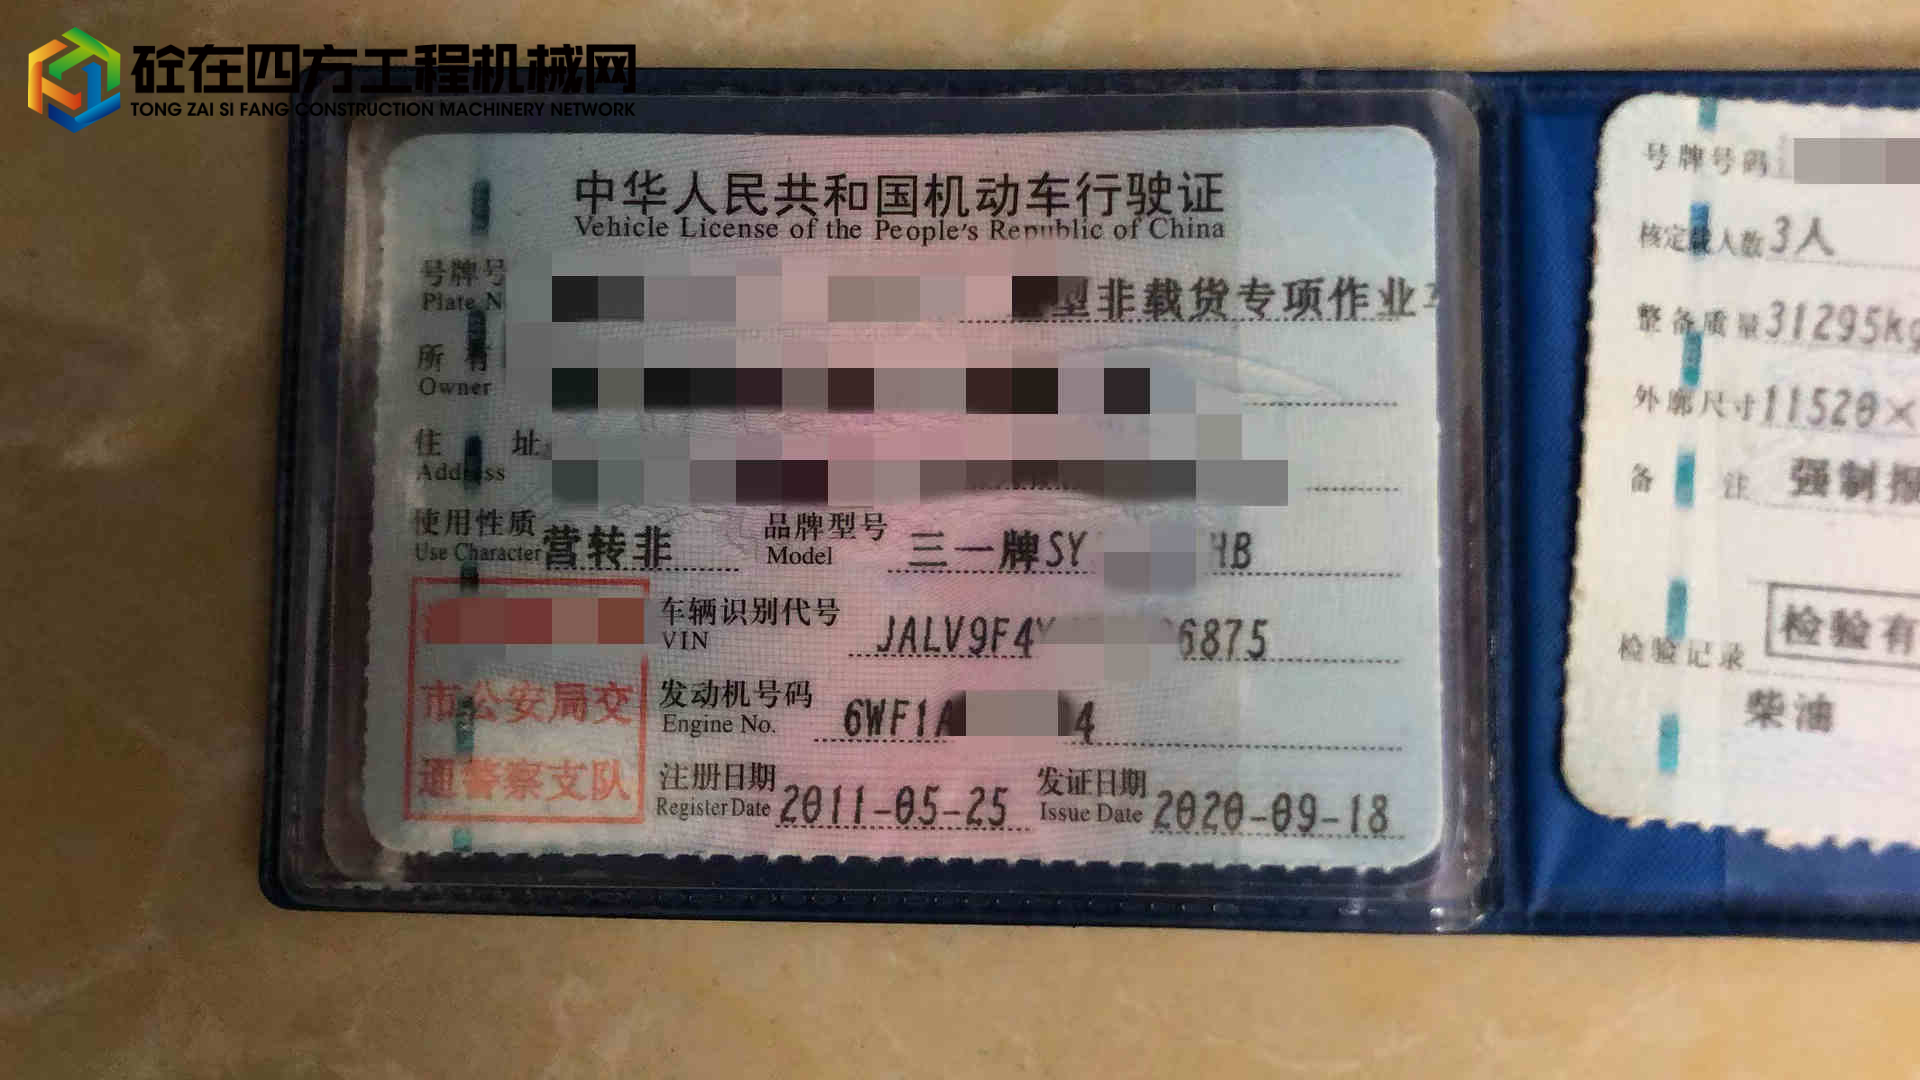 砼在四方工程机械网
TONG ZAI SI FANG CONSTRUCTION MACHINERY NETWORK
中华人民共和国机动车行驶证
Vehicle License of the People's Republic of China
号牌号
Plate N
型非载货专项作业
所有
Owner
住 址
Address
使用性质 营转非 品牌型号 三一牌SY HB
Use Character Model
车辆识别代号 JALV9F4 6875
VIN
市公安局交
通警察支队
发动机号码 6WF1A 4
Engine No.
注册日期 2011-05-25 发证日期 2020-09-18
Register Date Issue Date
号牌号码
核定载人数 3人
整备质量 31295kg
外廓尺寸 11520×
备 注 强制报
检验有
检验记录
柴油